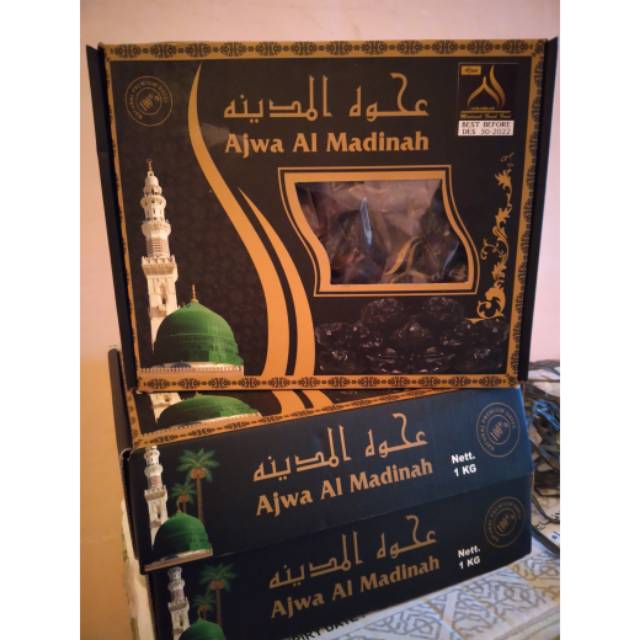 عجوه المدينه
Ajwa Al Madinah
BEST BEFORE
DES 30-2022
عجوه المدينه
Ajwa Al Madinah
Nett.
1 KG
عجوه المدينه
Ajwa Al Madinah
Nett.
1 KG